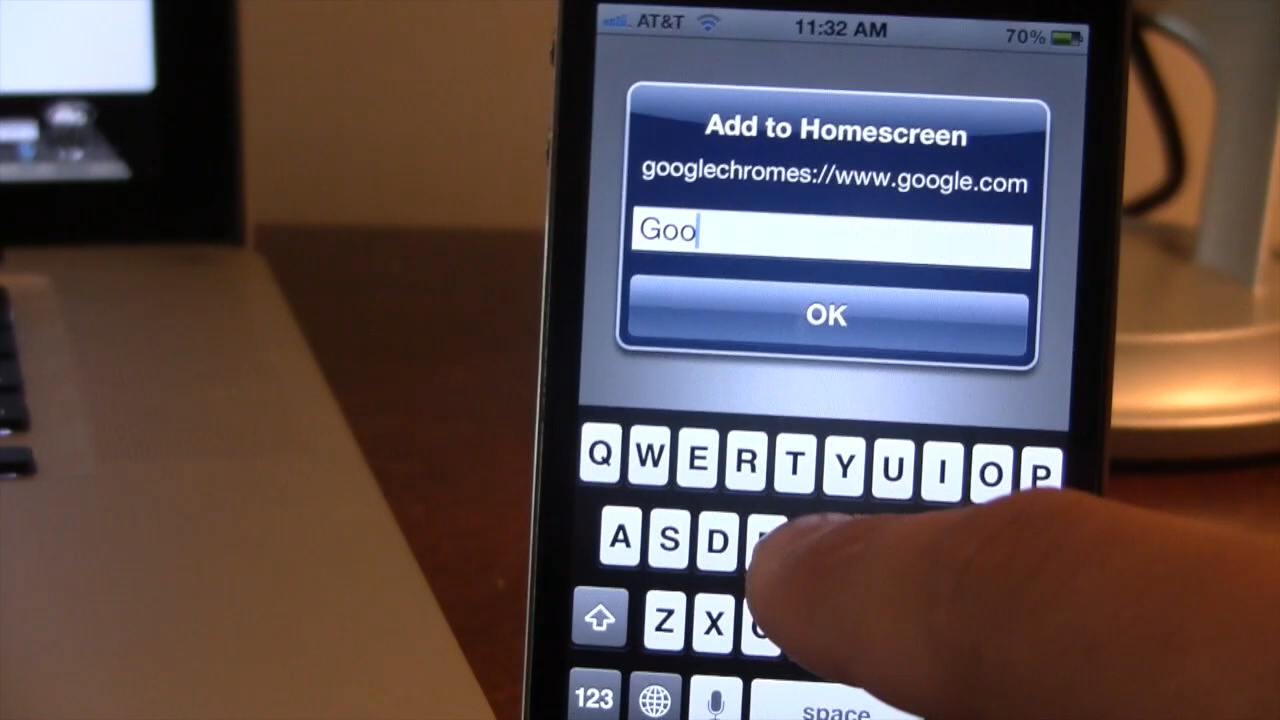 AT&T 11:32 AM 70%
Add to Homescreen
googlechromes://www.google.com
Goo
OK
Q W E R T Y U I O P
A S D
Z X
123 space